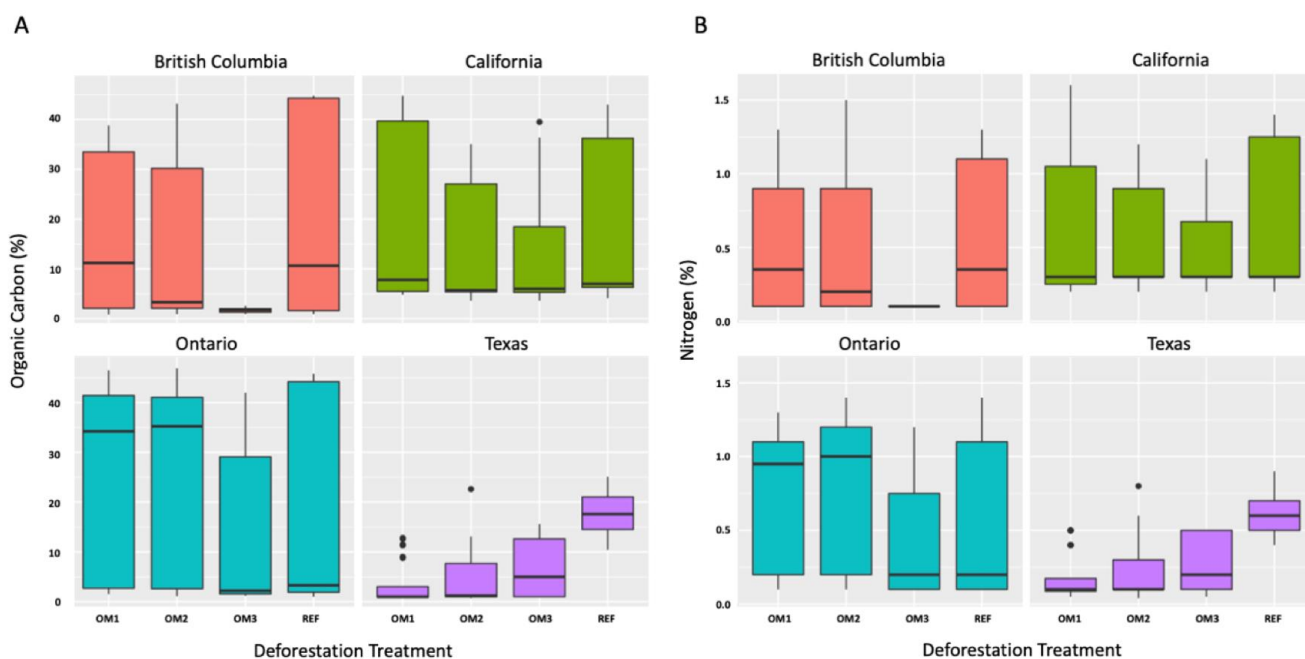 A
B
British Columbia
California
British Columbia
California
Organic Carbon (%)
40
30
20
10
0
Nitrogen (%)
1.5
1.0
0.5
0.0
Ontario
Texas
Ontario
Texas
40
30
20
10
0
1.5
1.0
0.5
0.0
OM1 OM2 OM3 REF
OM1 OM2 OM3 REF
OM1 OM2 OM3 REF
OM1 OM2 OM3 REF
Deforestation Treatment
Deforestation Treatment